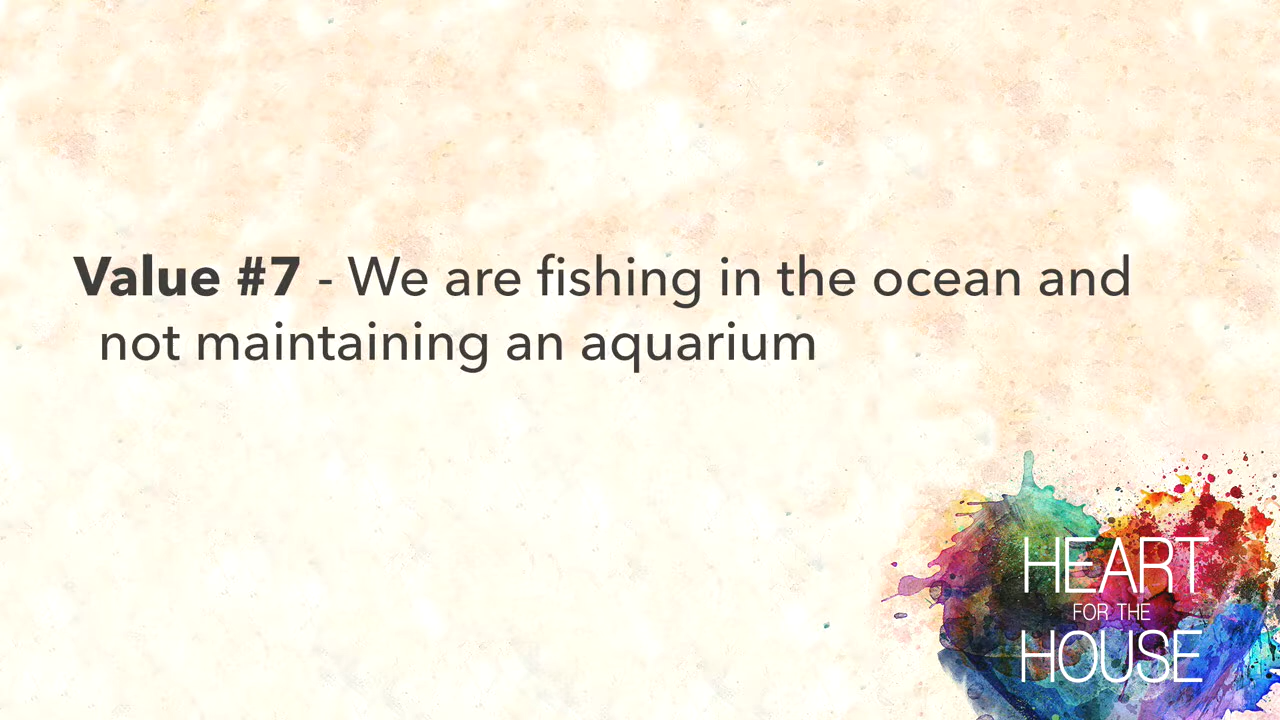 Value #7 - We are fishing in the ocean and
not maintaining an aquarium
HEART
FOR THE
HOUSE